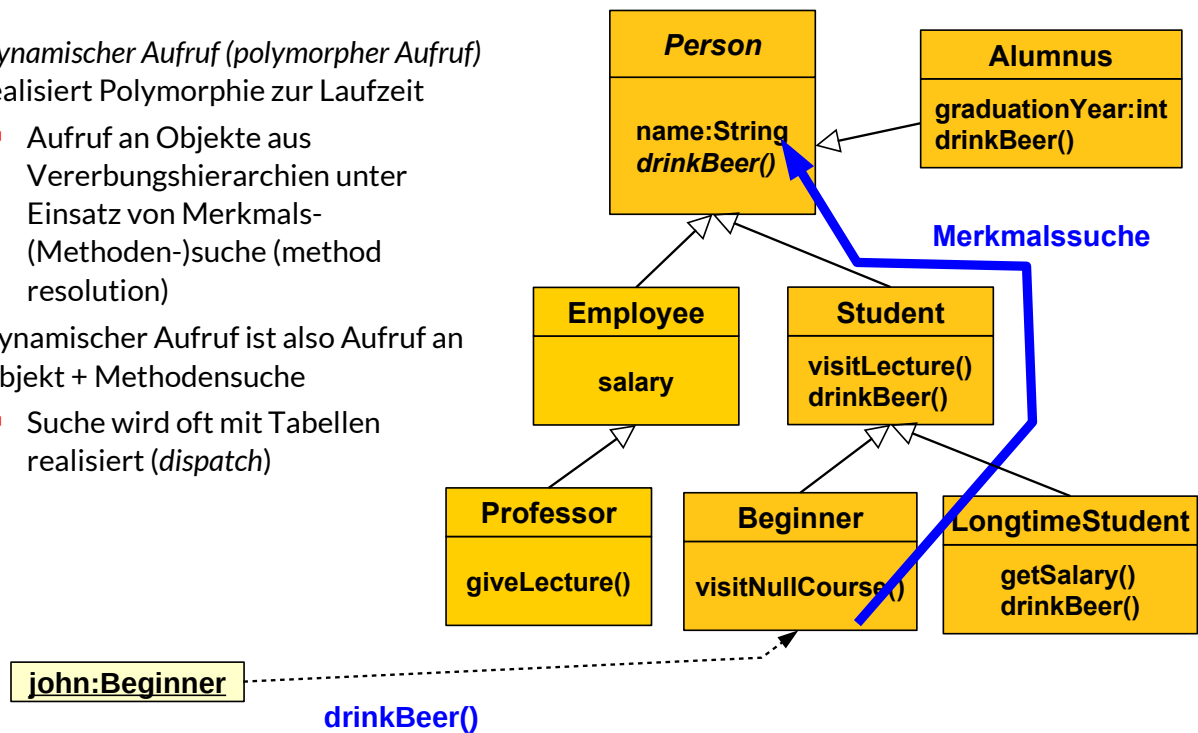 ynamischer Aufruf (polymorpher Aufruf)
ealisiert Polymorphie zur Laufzeit
Aufruf an Objekte aus
Vererbungshierarchien unter
Einsatz von Merkmals-
(Methoden-)suche (method
resolution)
ynamischer Aufruf ist also Aufruf an
bjekt + Methodensuche
Suche wird oft mit Tabellen
realisiert (dispatch)
Person
name:String
drinkBeer()
Alumnus
graduationYear:int
drinkBeer()
Merkmalssuche
Employee
salary
Student
visitLecture()
drinkBeer()
Professor
giveLecture()
Beginner
visitNullCourse()
LongtimeStudent
getSalary()
drinkBeer()
john:Beginner
drinkBeer()